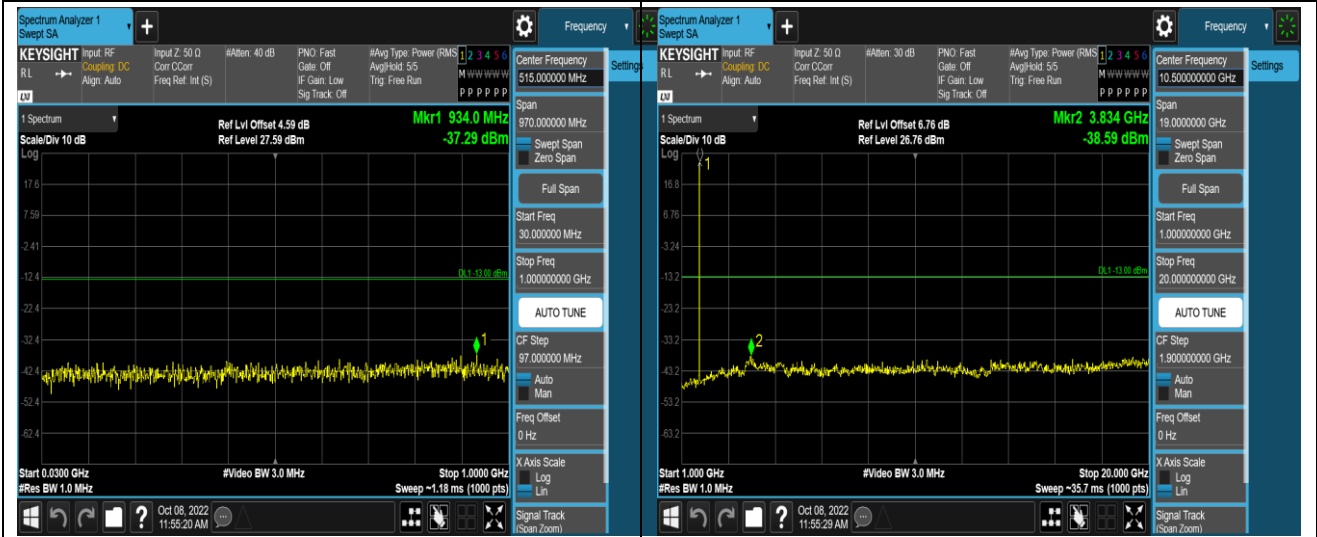 Spectrum Analyzer 1
Swept SA
+
Frequency
KEYSIGHT
RL
LXI
Input: RF
Coupling: DC
Align: Auto
Input Z: 50 Ω
Corr CCorr
Freq Ref: Int (S)
#Atten: 40 dB
PNO: Fast
Gate: Off
IF Gain: Low
Sig Track: Off
#Avg Type: Power (RMS
Avg|Hold: 5/5
Trig: Free Run
1 2 3 4 5 6
M W W W W W
P P P P P P
Center Frequency
515.000000 MHz
Settings
Span
970.000000 MHz
Swept Span
Zero Span
Full Span
Start Freq
30.000000 MHz
Stop Freq
1.000000000 GHz
AUTO TUNE
CF Step
97.000000 MHz
Auto
Man
Freq Offset
0 Hz
X Axis Scale
Log
Lin
Signal Track
(Span Zoom)
1 Spectrum
Scale/Div 10 dB
Log
Ref Lvl Offset 4.59 dB
Ref Level 27.59 dBm
Mkr1 934.0 MHz
-37.29 dBm
17.6
7.59
-2.41
-12.4
DL1 -13.00 dBm
-22.4
-32.4
1
-42.4
-52.4
-62.4
Start 0.0300 GHz
#Res BW 1.0 MHz
#Video BW 3.0 MHz
Stop 1.0000 GHz
Sweep ~1.18 ms (1000 pts)
?
Oct 08, 2022
11:55:20 AM
Spectrum Analyzer 1
Swept SA
+
Frequency
KEYSIGHT
RL
LXI
Input: RF
Coupling: DC
Align: Auto
Input Z: 50 Ω
Corr CCorr
Freq Ref: Int (S)
#Atten: 30 dB
PNO: Fast
Gate: Off
IF Gain: Low
Sig Track: Off
#Avg Type: Power (RMS
Avg|Hold: 5/5
Trig: Free Run
1 2 3 4 5 6
M W W W W W
P P P P P P
Center Frequency
10.500000000 GHz
Settings
Span
19.0000000 GHz
Swept Span
Zero Span
Full Span
Start Freq
1.000000000 GHz
Stop Freq
20.000000000 GHz
AUTO TUNE
CF Step
1.900000000 GHz
Auto
Man
Freq Offset
0 Hz
X Axis Scale
Log
Lin
Signal Track
(Span Zoom)
1 Spectrum
Scale/Div 10 dB
Log
Ref Lvl Offset 6.76 dB
Ref Level 26.76 dBm
Mkr2 3.834 GHz
-38.59 dBm
1
16.8
6.76
-3.24
-13.2
DL1 -13.00 dBm
-23.2
-33.2
2
-43.2
-53.2
-63.2
Start 1.000 GHz
#Res BW 1.0 MHz
#Video BW 3.0 MHz
Stop 20.000 GHz
Sweep ~35.7 ms (1000 pts)
?
Oct 08, 2022
11:55:29 AM